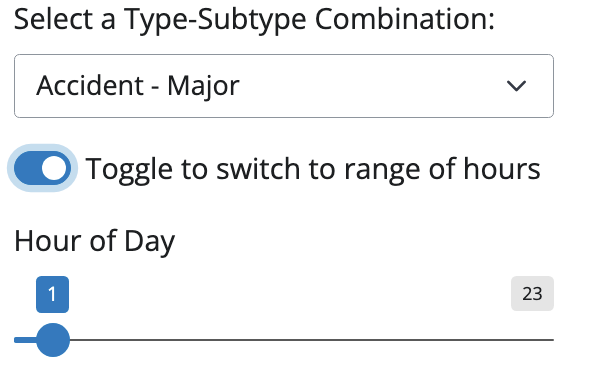 Select a Type-Subtype Combination:
Accident - Major
Toggle to switch to range of hours
Hour of Day
1 23